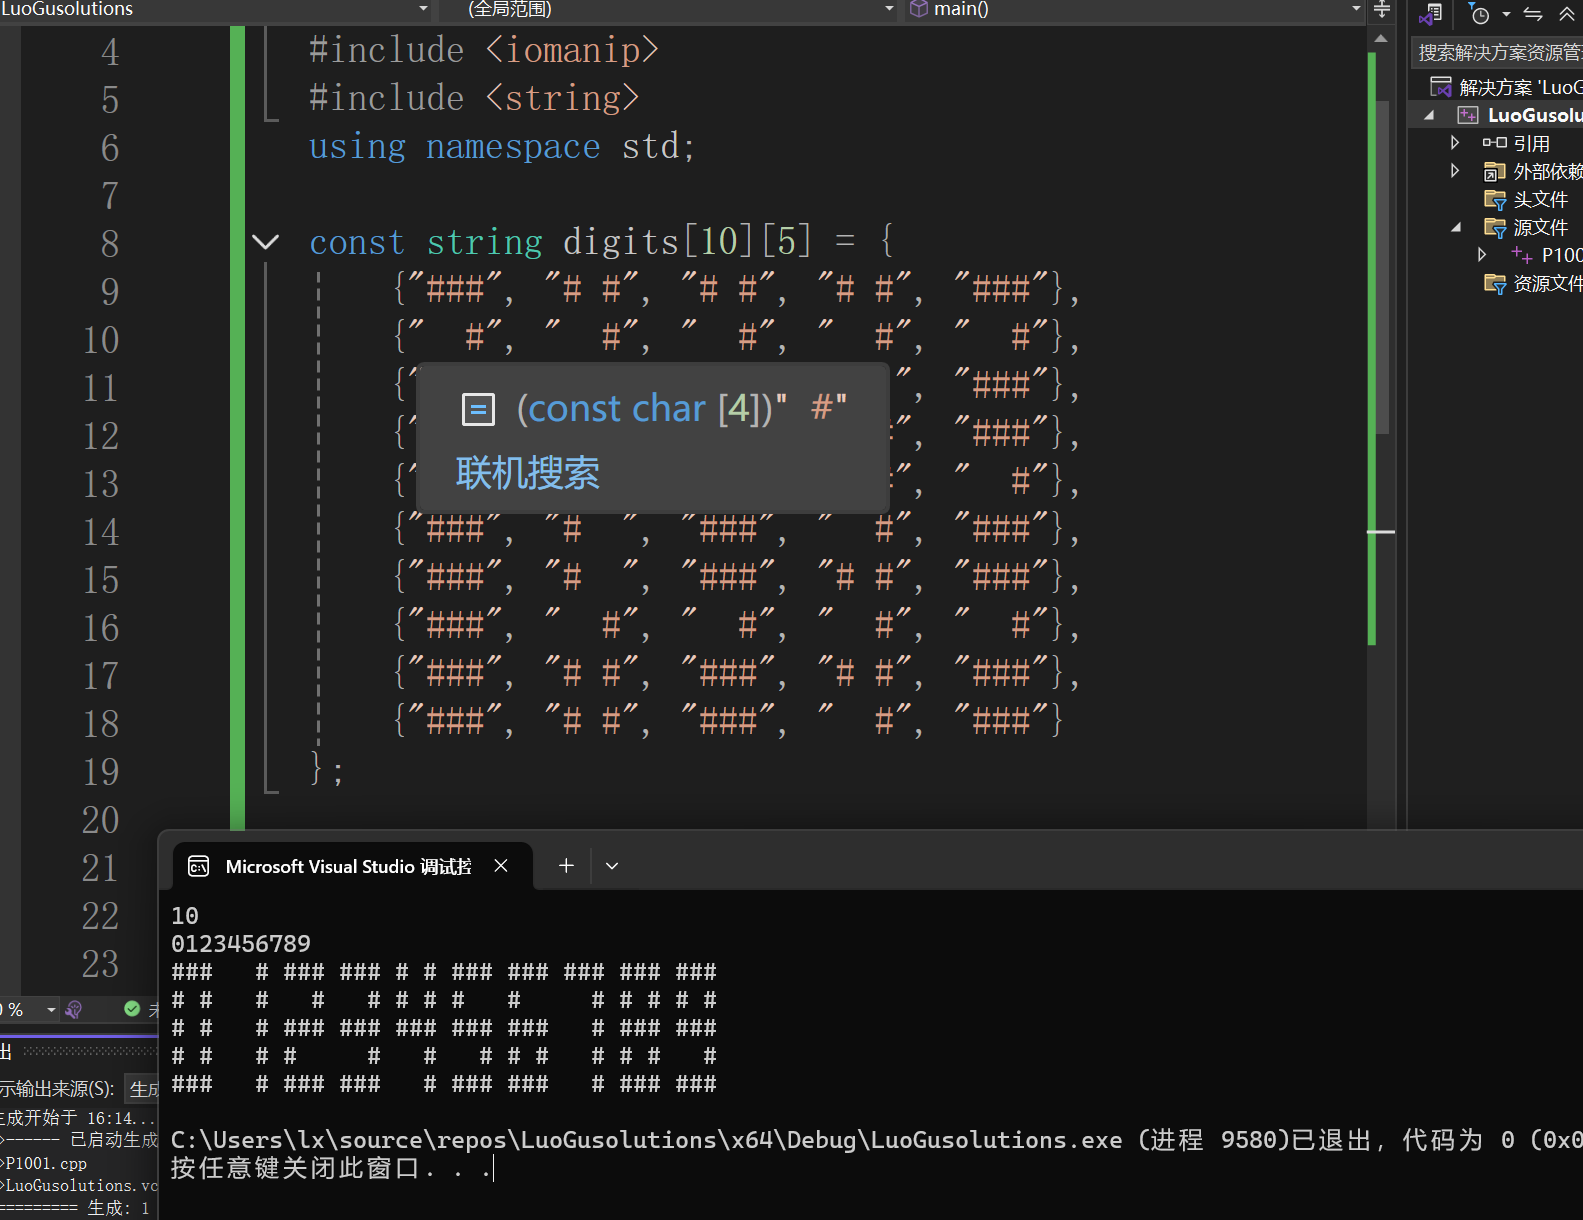 LuoGusolutions (全局范围) main()
4 #include <iomanip>
5 #include <string>
6 using namespace std;
7
8 const string digits[10][5] = {
9     {"###", "# #", "# #", "# #", "###"},
10     {"  #", "  #", "  #", "  #", "  #"},
11     {" ", "###"},
12     {" ", "###"},
13     {" ", "  #"},
(const char [4])"  #"
联机搜索
14     {"###", "#  ", "###", "  #", "###"},
15     {"###", "#  ", "###", "# #", "###"},
16     {"###", "  #", "  #", "  #", "  #"},
17     {"###", "# #", "###", "# #", "###"},
18     {"###", "# #", "###", "  #", "###"}
19 };
20
21
22
23
搜索解决方案资源管
解决方案 'LuoG
LuoGusolu
引用
外部依赖
头文件
源文件
P100
资源文件
%
出
示输出来源(S): 生成
生成开始于 16:14...
>------ 已启动生成
>P1001.cpp
>LuoGusolutions.vc
========= 生成: 1
Microsoft Visual Studio 调试控
10
0123456789
###   # ### ### # # ### ### ### ### ###
# #   #   #   # # # #   #     # # # # #
# #   # ### ### ### ### ###   # ### ###
# #   # #     #   #   # # #   # # #   #
###   # ### ###   # ### ###   # ### ###
C:\Users\lx\source\repos\LuoGusolutions\x64\Debug\LuoGusolutions.exe (进程 9580)已退出，代码为 0 (0x0
按任意键关闭此窗口. . .